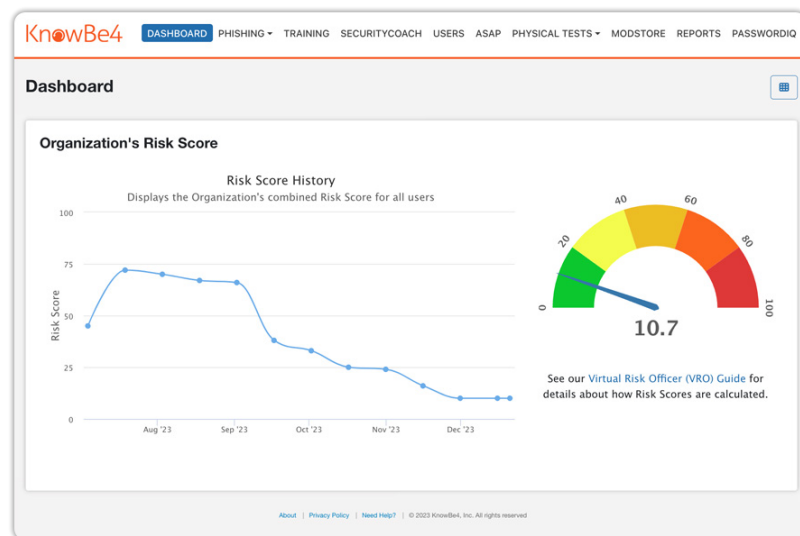 KnowBe4
DASHBOARD PHISHING TRAINING SECURITYCOACH USERS ASAP PHYSICAL TESTS MODSTORE REPORTS PASSWORDIQ
Dashboard
Organization's Risk Score
Risk Score History
Displays the Organization's combined Risk Score for all users
Risk Score
100
75
50
25
0
Aug '23 Sep '23 Oct '23 Nov '23 Dec '23
0 20 40 60 80 100
10.7
See our Virtual Risk Officer (VRO) Guide for
details about how Risk Scores are calculated.
About | Privacy Policy | Need Help? | © 2023 KnowBe4, Inc. All rights reserved